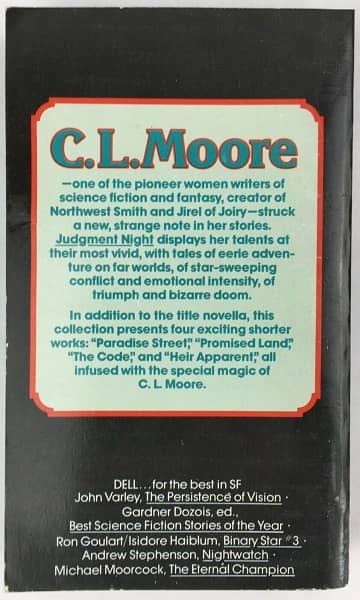 C.L.Moore
—one of the pioneer women writers of
science fiction and fantasy, creator of
Northwest Smith and Jirel of Joiry—struck
a new, strange note in her stories.
Judgment Night displays her talents at
their most vivid, with tales of eerie adven-
ture on far worlds, of star-sweeping
conflict and emotional intensity, of
triumph and bizarre doom.
In addition to the title novella, this
collection presents four exciting shorter
works: "Paradise Street," "Promised Land,"
"The Code," and "Heir Apparent," all
infused with the special magic of
C. L. Moore.
DELL...for the best in SF
John Varley, The Persistence of Vision ·
Gardner Dozois, ed.,
Best Science Fiction Stories of the Year ·
Ron Goulart/Isidore Haiblum, Binary Star #3 ·
Andrew Stephenson, Nightwatch ·
Michael Moorcock, The Eternal Champion